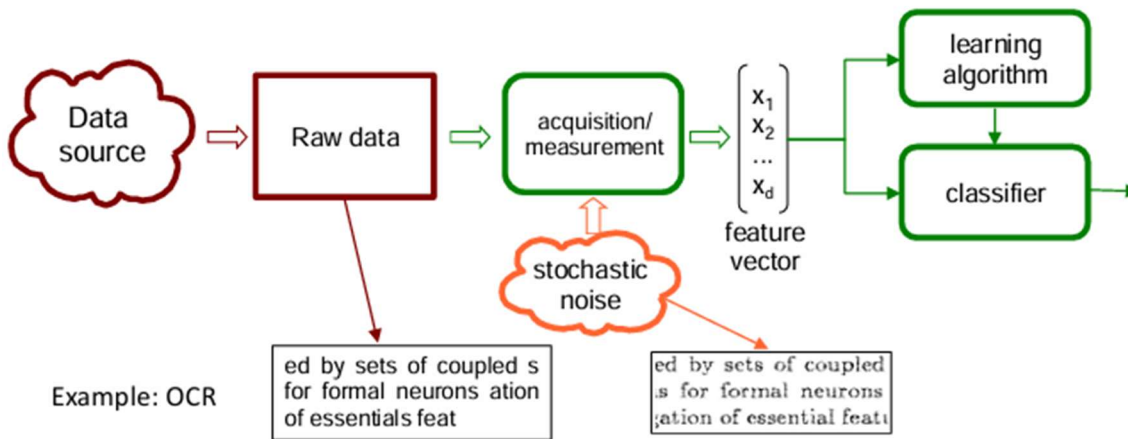 Data
source
Raw data
acquisition/
measurement
x1
x2
...
xd
feature
vector
learning
algorithm
classifier
stochastic
noise
Example: OCR
ed by sets of coupled s
for formal neurons ation
of essentials feat
ed by sets of coupled
.s for formal neurons
gation of essential featu